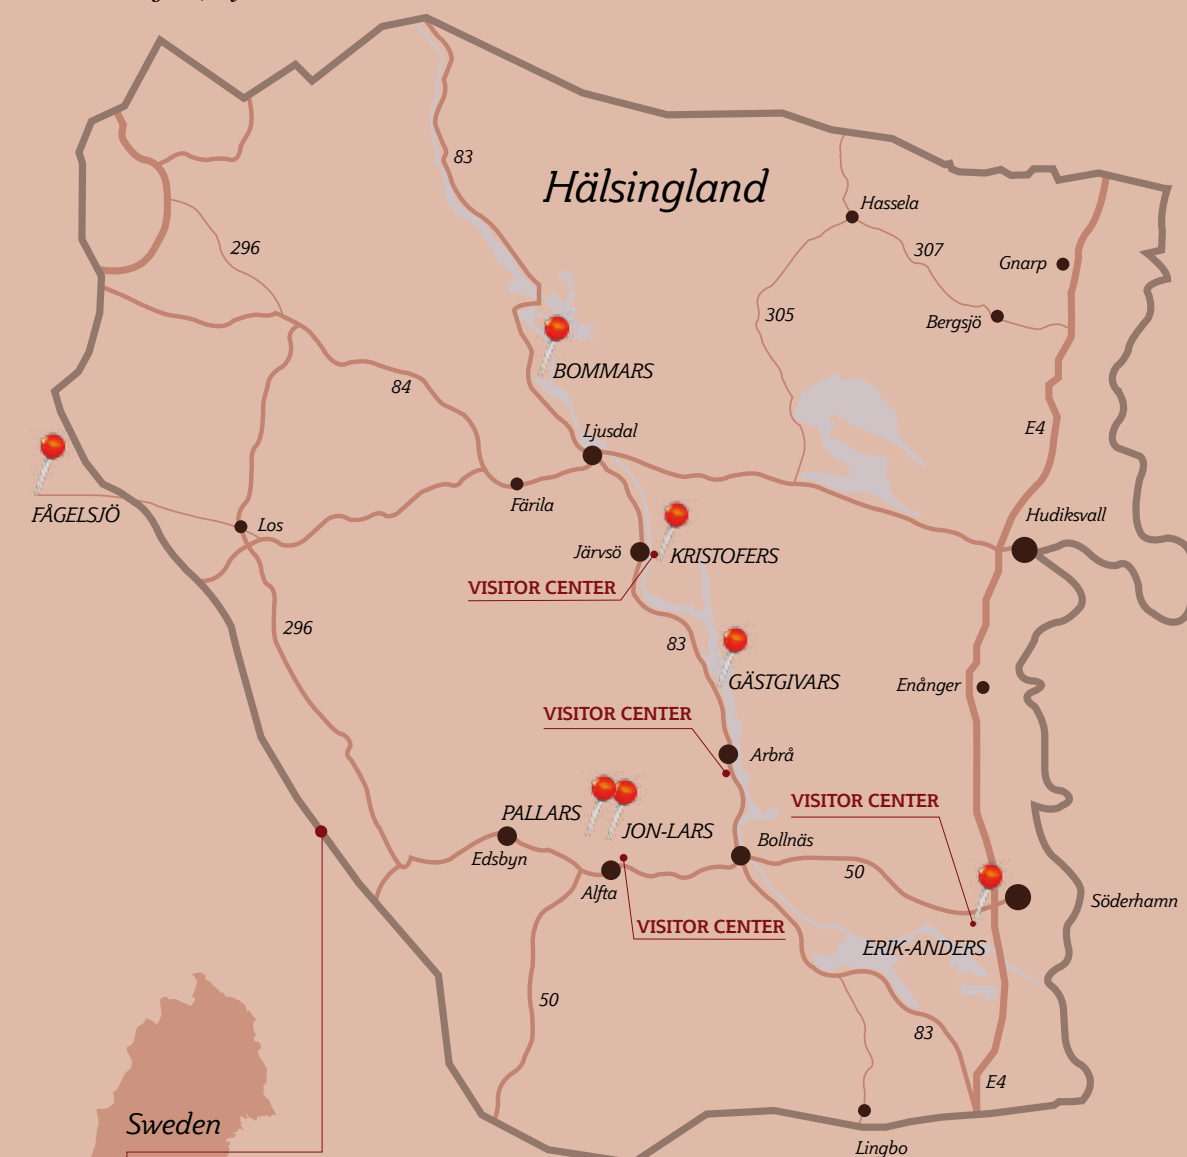 83
Hälsingland
Hassela
296
307
Gnarp
305
Bergsjö
BOMMARS
84
E4
Ljusdal
Färila
FÅGELSJÖ
Hudiksvall
Los
Järvsö
KRISTOFERS
VISITOR CENTER
296
83
GÄSTGIVARS
Enånger
VISITOR CENTER
Arbrå
VISITOR CENTER
PALLARS
JON-LARS
Bollnäs
Edsbyn
50
Alfta
Söderhamn
VISITOR CENTER
ERIK-ANDERS
50
83
E4
Sweden
Lingbo